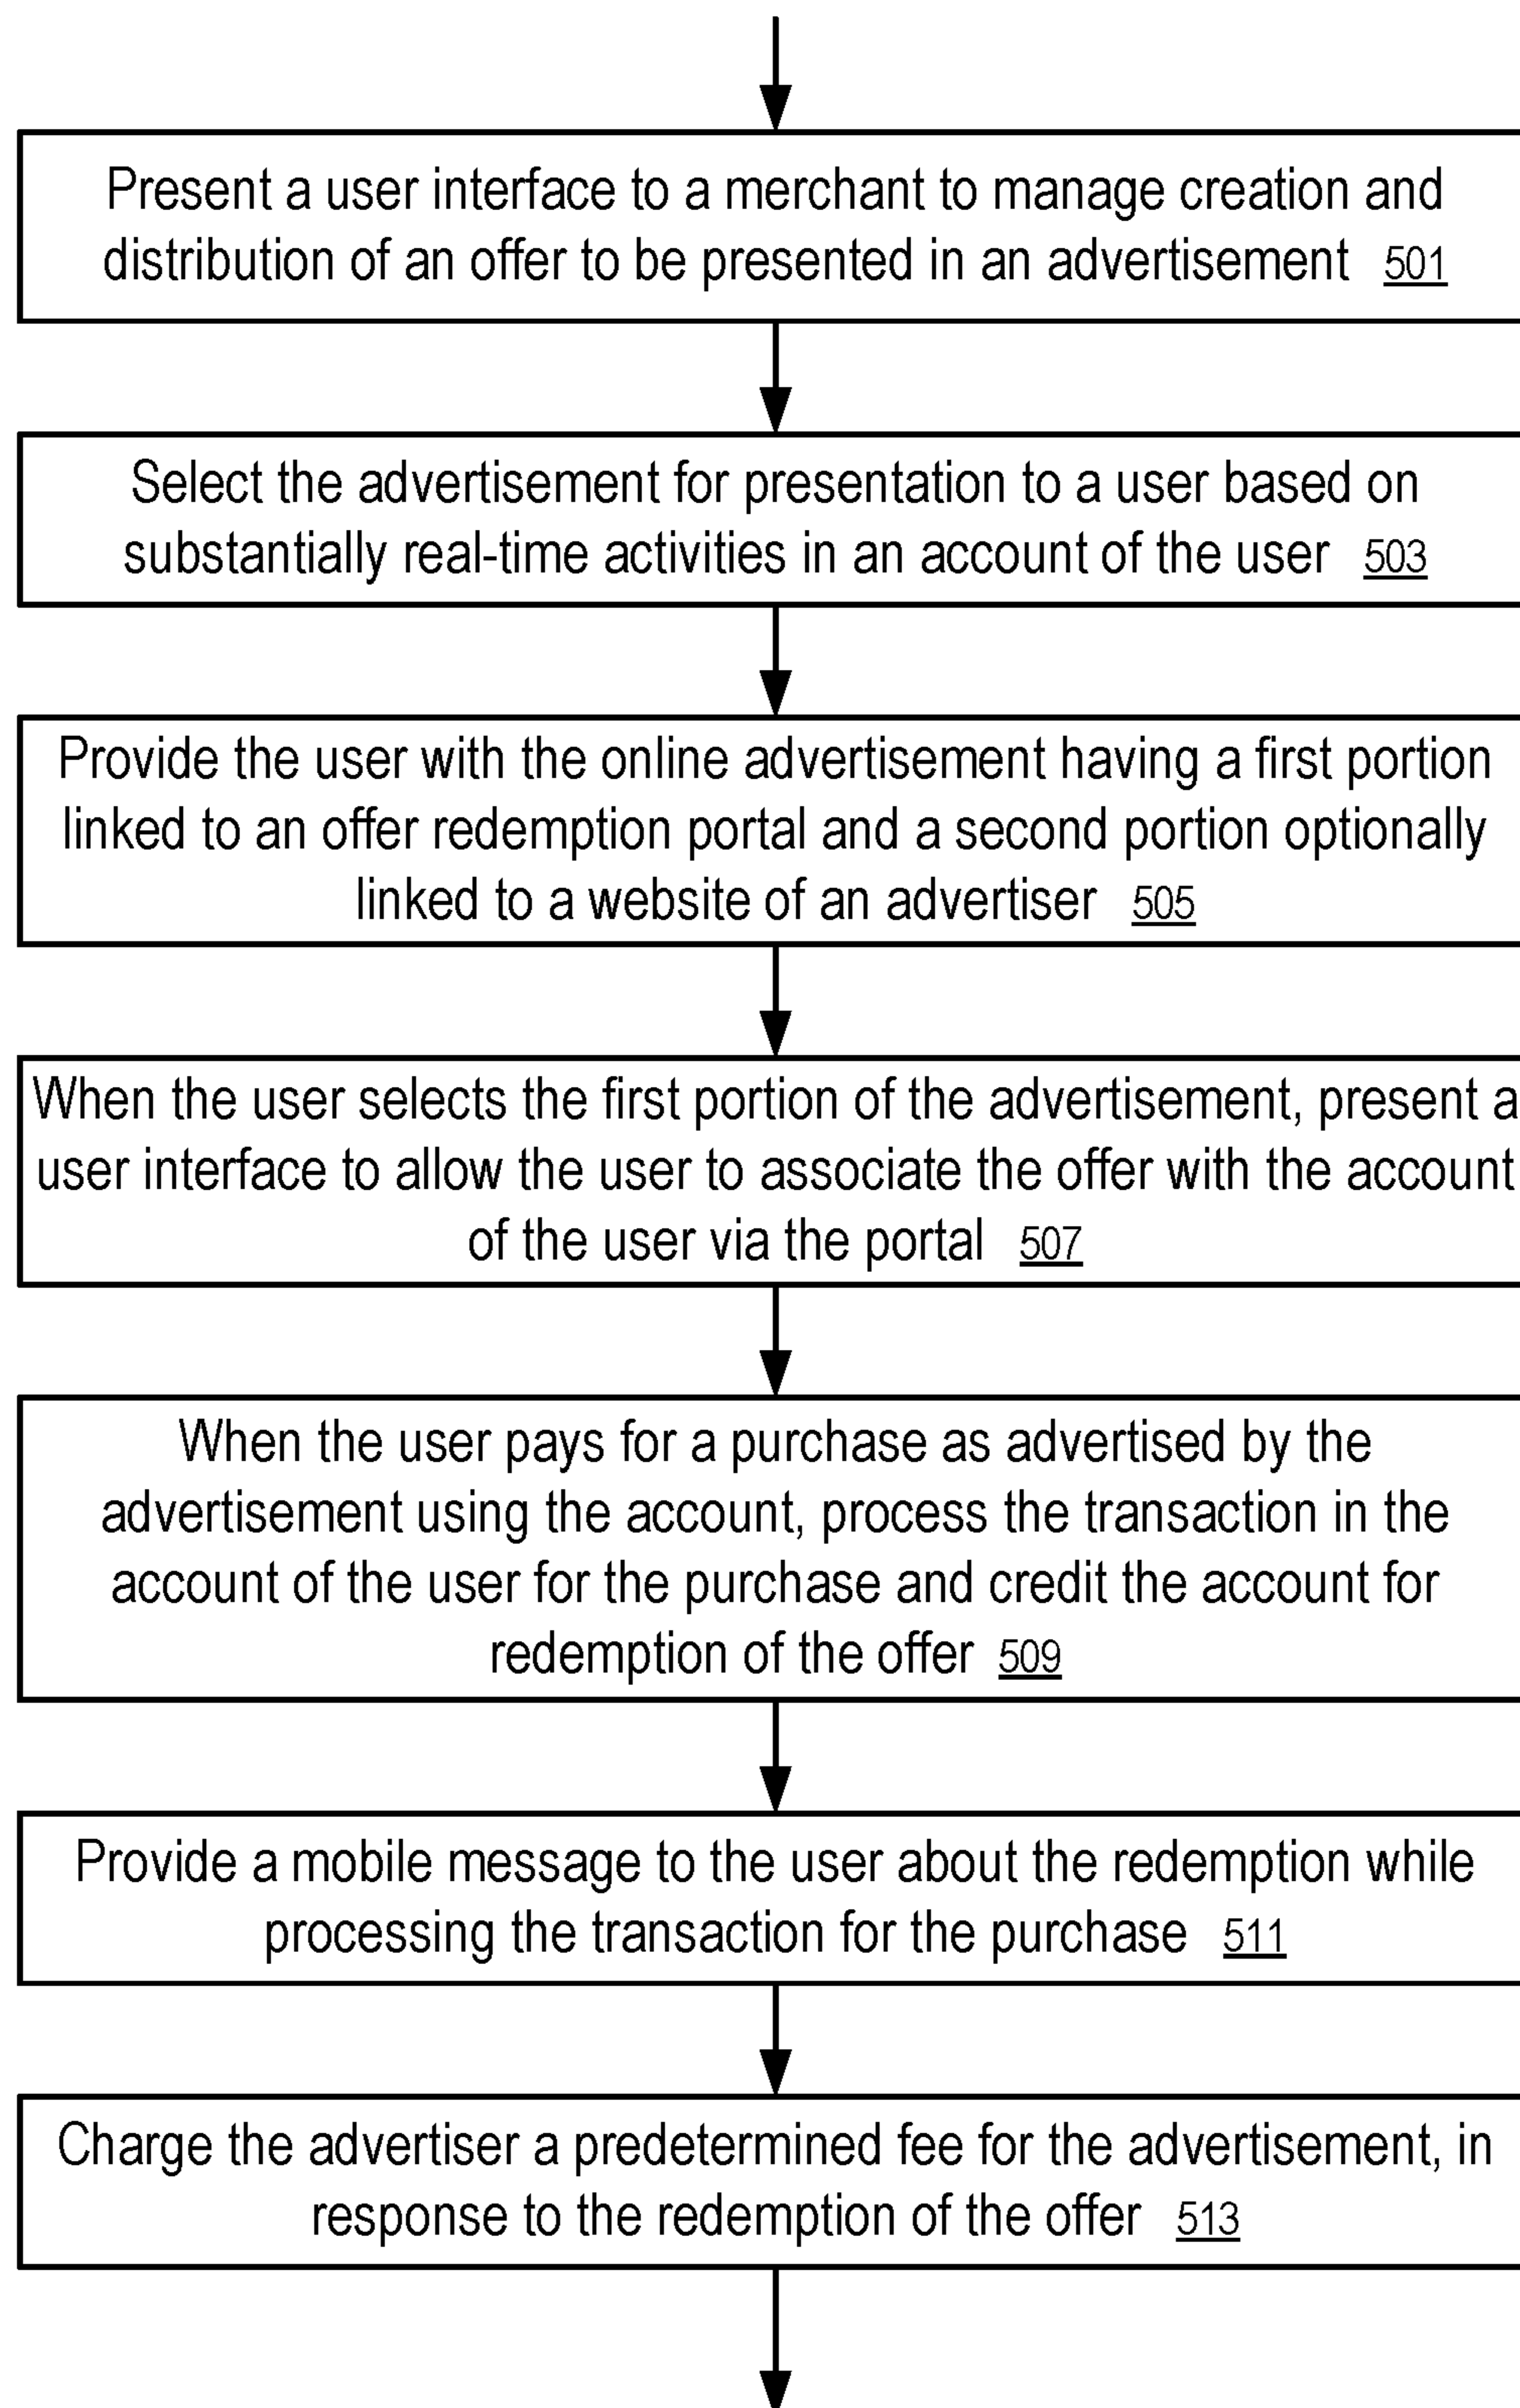 Present a user interface to a merchant to manage creation and
distribution of an offer to be presented in an advertisement 501
Select the advertisement for presentation to a user based on
substantially real-time activities in an account of the user 503
Provide the user with the online advertisement having a first portion
linked to an offer redemption portal and a second portion optionally
linked to a website of an advertiser 505
When the user selects the first portion of the advertisement, present a
user interface to allow the user to associate the offer with the account
of the user via the portal 507
When the user pays for a purchase as advertised by the
advertisement using the account, process the transaction in the
account of the user for the purchase and credit the account for
redemption of the offer 509
Provide a mobile message to the user about the redemption while
processing the transaction for the purchase 511
Charge the advertiser a predetermined fee for the advertisement, in
response to the redemption of the offer 513